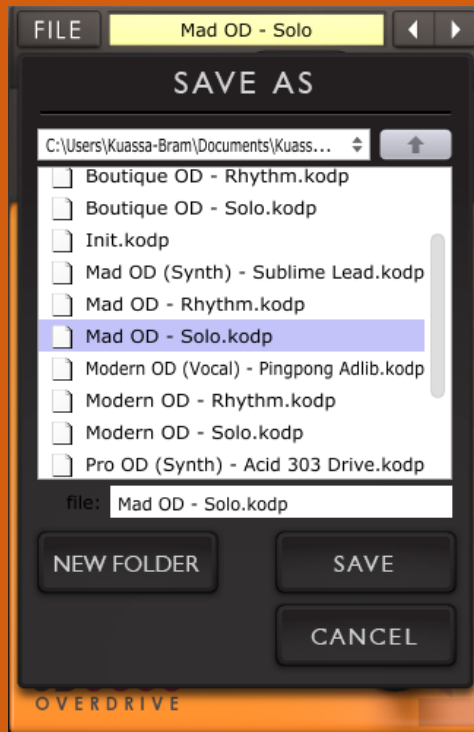 FILE Mad OD - Solo
SAVE AS
C:\Users\Kuassa-Bram\Documents\Kuass...
Boutique OD - Rhythm.kodp
Boutique OD - Solo.kodp
Init.kodp
Mad OD (Synth) - Sublime Lead.kodp
Mad OD - Rhythm.kodp
Mad OD - Solo.kodp
Modern OD (Vocal) - Pingpong Adlib.kodp
Modern OD - Rhythm.kodp
Modern OD - Solo.kodp
Pro OD (Synth) - Acid 303 Drive.kodp
file: Mad OD - Solo.kodp
NEW FOLDER SAVE
CANCEL
OVERDRIVE